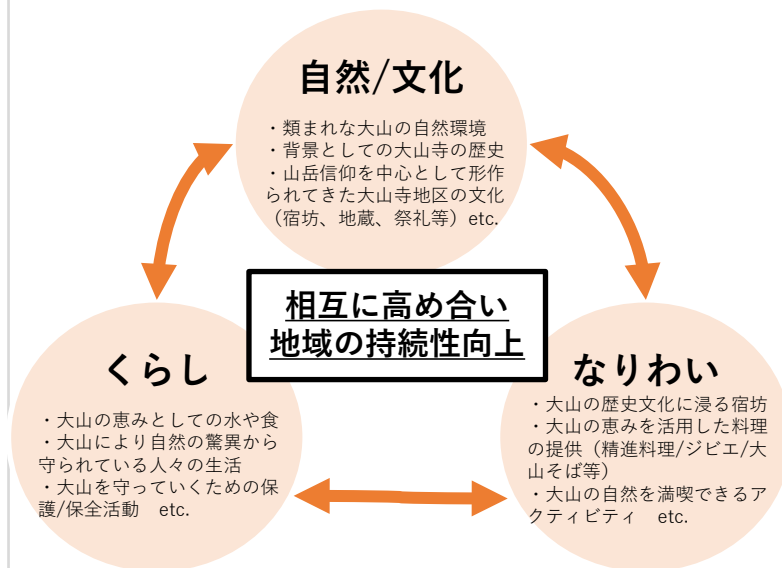 自然/文化
・類まれな大山の自然環境
・背景としての大山寺の歴史
・山岳信仰を中心として形作
られてきた大山寺地区の文化
（宿坊、地蔵、祭礼等）etc.
相互に高め合い
地域の持続性向上
くらし
・大山の恵みとしての水や食
・大山により自然の驚異から
守られている人々の生活
・大山を守っていくための保
護/保全活動　etc.
なりわい
・大山の歴史文化に浸る宿坊
・大山の恵みを活用した料理
の提供（精進料理/ジビエ/大
山そば等）
・大山の自然を満喫できるア
クティビティ　etc.